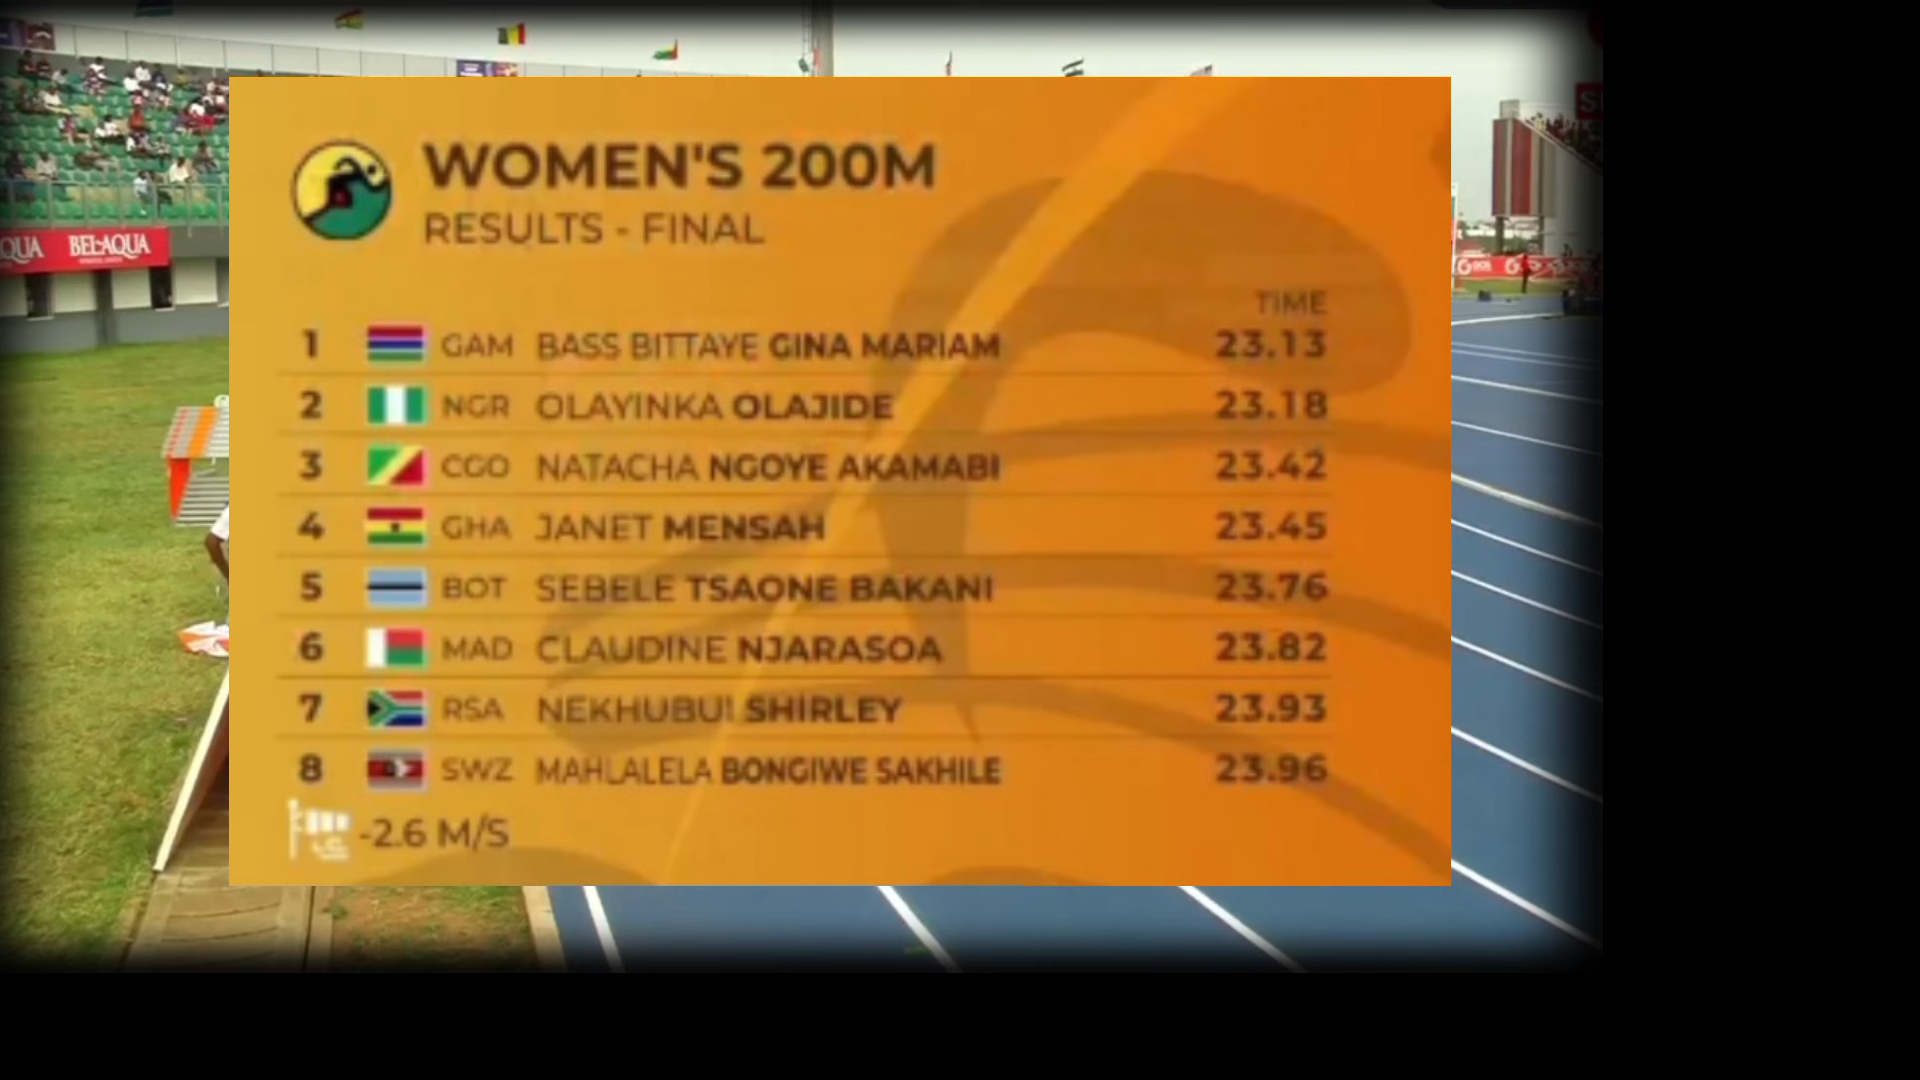 WOMEN'S 200M
RESULTS - FINAL
TIME
1 GAM BASS BITTAYE GINA MARIAM 23.13
2 NGR OLAYINKA OLAJIDE 23.18
3 CGO NATACHA NGOYE AKAMABI 23.42
4 GHA JANET MENSAH 23.45
5 BOT SEBELE TSAONE BAKANI 23.76
6 MAD CLAUDINE NJARASOA 23.82
7 RSA NEKHUBUI SHIRLEY 23.93
8 SWZ MAHLALELA BONGIWE SAKHILE 23.96
-2.6 M/S
QUA BELAQUA